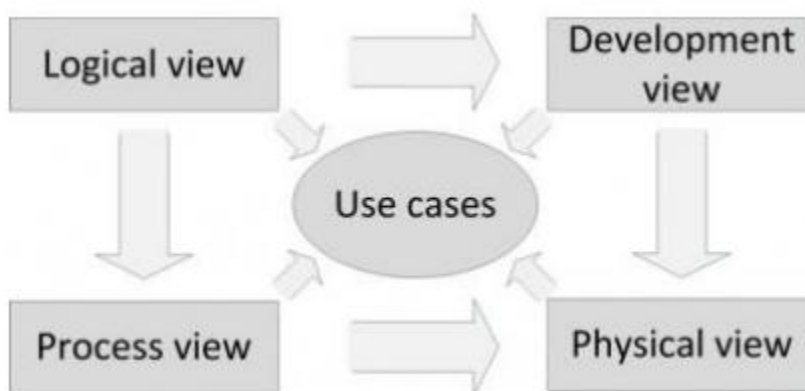 Logical view
Development
view
Use cases
Process view
Physical view